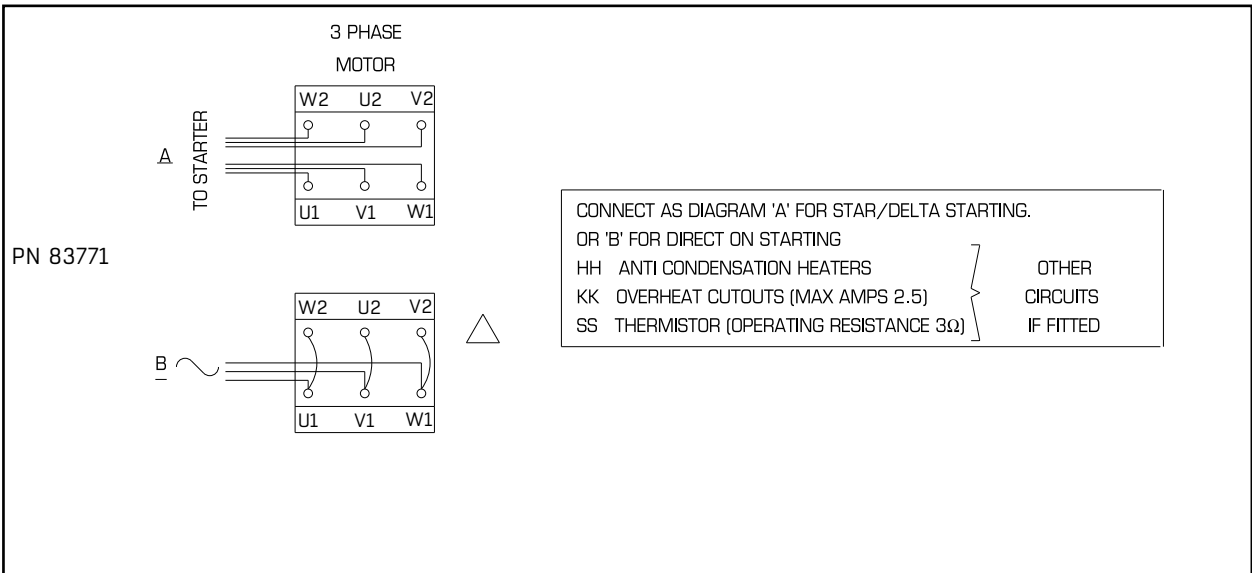 3 PHASE
MOTOR
W2 U2 V2
A
TO STARTER
U1 V1 W1
PN 83771
CONNECT AS DIAGRAM 'A' FOR STAR/DELTA STARTING.
OR 'B' FOR DIRECT ON STARTING
HH ANTI CONDENSATION HEATERS
KK OVERHEAT CUTOUTS (MAX AMPS 2.5)
SS THERMISTOR (OPERATING RESISTANCE 3Ω)
OTHER
CIRCUITS
IF FITTED
W2 U2 V2
B
U1 V1 W1